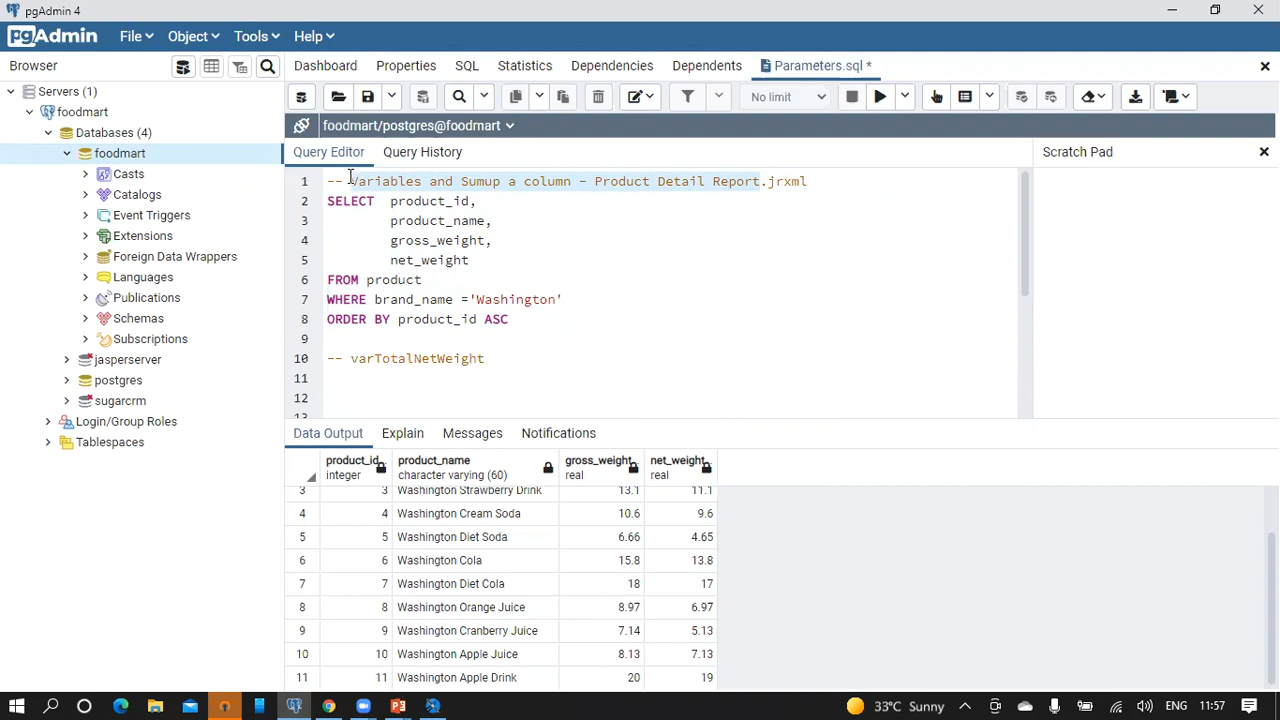 pgAdmin 4
pgAdmin File Object Tools Help
Browser
Dashboard Properties SQL Statistics Dependencies Dependents Parameters.sql *
Servers (1)
foodmart
Databases (4)
foodmart
Casts
Catalogs
Event Triggers
Extensions
Foreign Data Wrappers
Languages
Publications
Schemas
Subscriptions
jasperserver
postgres
sugarcrm
Login/Group Roles
Tablespaces
No limit
foodmart/postgres@foodmart
Query Editor Query History
Scratch Pad
1 -- Variables and Sumup a column - Product Detail Report.jrxml
2 SELECT product_id,
3 product_name,
4 gross_weight,
5 net_weight
6 FROM product
7 WHERE brand_name ='Washington'
8 ORDER BY product_id ASC
9
10 -- varTotalNetWeight
11
12
13
Data Output Explain Messages Notifications
product_id product_name gross_weight net_weight
integer character varying (60) real real
3 3 Washington Strawberry Drink 13.1 11.1
4 4 Washington Cream Soda 10.6 9.6
5 5 Washington Diet Soda 6.66 4.65
6 6 Washington Cola 15.8 13.8
7 7 Washington Diet Cola 18 17
8 8 Washington Orange Juice 8.97 6.97
9 9 Washington Cranberry Juice 7.14 5.13
10 10 Washington Apple Juice 8.13 7.13
11 11 Washington Apple Drink 20 19
33°C Sunny ENG 11:57